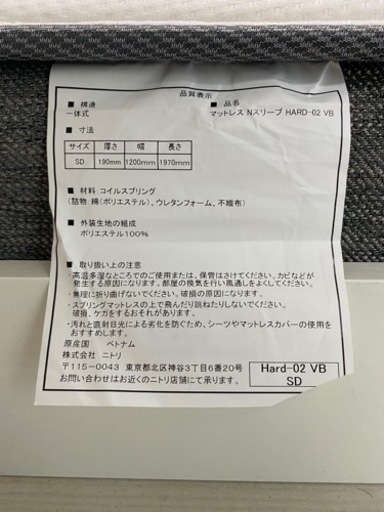 品質表示
■ 構造
一体式
■ 品名
マットレス Nスリープ HARD-02 VB
■ 寸法
サイズ 厚さ 幅 長さ
SD 190mm 1200mm 1970mm
■ 材料:コイルスプリング
(詰物:綿(ポリエステル)、ウレタンフォーム、不織布)
■ 外装生地の組成
ポリエステル100%
■ 取り扱い上の注意
・高温多湿なところでのご使用または、保管はさけてください。カビなどが
発生する原因になります。部屋の換気を行い風通しをよくしてください。
・無理に折り曲げないでください。破損の原因になります。
・スプリングマットレスの上で飛んだり跳ねたりしないでください。
破損、ケガをするおそれがあります。
・汚れと直射日光による劣化を防ぐため、シーツやマットレスカバーの使用を
おすすめします。
原産国 ベトナム
株式会社 ニトリ
〒115-0043 東京都北区神谷3丁目6番20号
お問い合わせはお近くのニトリ店舗にて承ります。
Hard-02 VB
SD